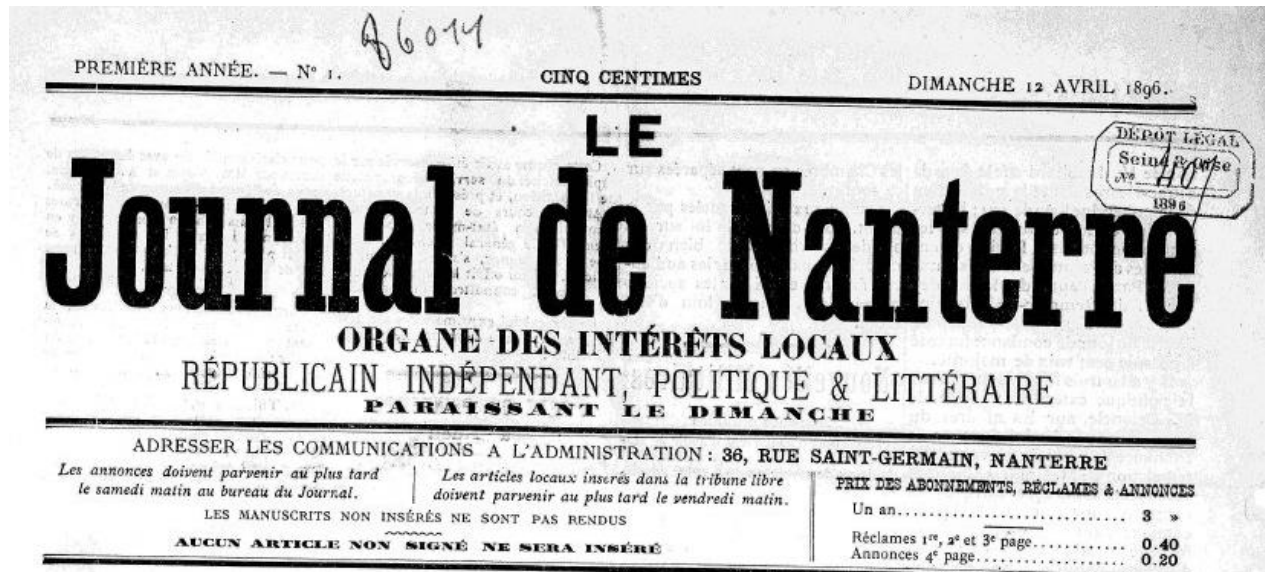 86014
PREMIÈRE ANNÉE. — N° 1.
CINQ CENTIMES
DIMANCHE 12 AVRIL 1896.
LE
Journal de Nanterre
DÉPOT LÉGAL
Seine & Oise
N° 40
1896
ORGANE DES INTÉRÊTS LOCAUX
RÉPUBLICAIN INDÉPENDANT, POLITIQUE & LITTÉRAIRE
PARAISSANT LE DIMANCHE
ADRESSER LES COMMUNICATIONS A L'ADMINISTRATION : 36, RUE SAINT-GERMAIN, NANTERRE
Les annonces doivent parvenir au plus tard
le samedi matin au bureau du Journal.
Les articles locaux insérés dans la tribune libre
doivent parvenir au plus tard le vendredi matin.
LES MANUSCRITS NON INSÉRÉS NE SONT PAS RENDUS
AUCUN ARTICLE NON SIGNÉ NE SERA INSÉRÉ
PRIX DES ABONNEMENTS, RÉCLAMES & ANNONCES
Un an............................ 3 »
Réclames 1re, 2e et 3e page............ 0.40
Annonces 4e page.................... 0.20